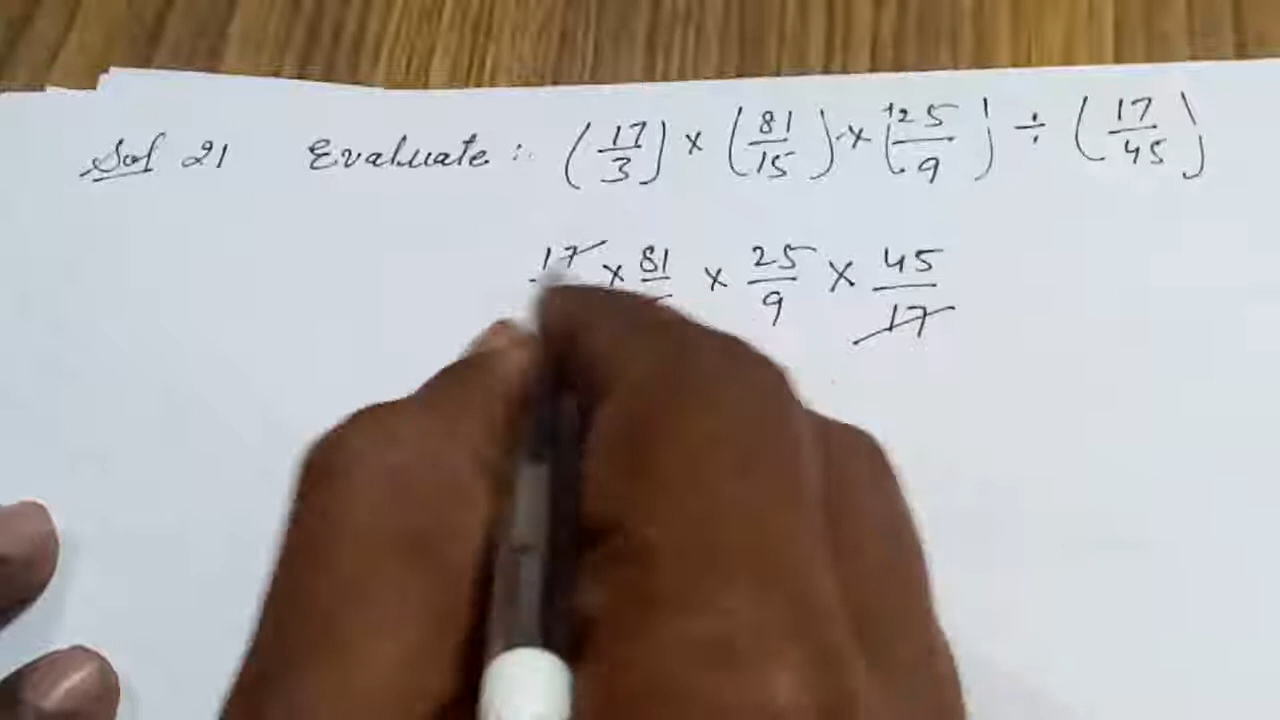 Sol 21 Evaluate : (17/3) × (81/15) × (25/9) ÷ (17/45)
17 × 81 × 25/9 × 45/17